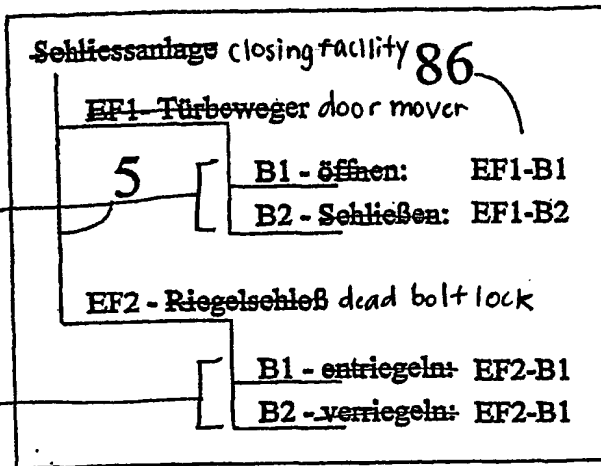 Schliessanlage closing facility 86
EF1- Türbeweger door mover
5
B1 - öffnen: EF1-B1
B2 - Schließen: EF1-B2
EF2 - Riegelschloß dead bolt lock
B1 - entriegeln: EF2-B1
B2 - verriegeln: EF2-B1